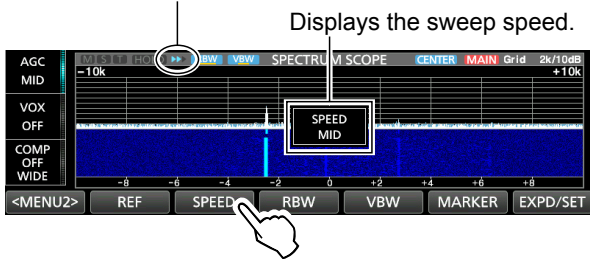 Displays the sweep speed.
AGC
MID
VOX
OFF
COMP
OFF
WIDE
M S T HOLD RBW VBW SPECTRUM SCOPE CENTER MAIN Grid 2k/10dB
-10k +10k
SPEED
MID
-8 -6 -4 -2 0 +2 +4 +6 +8
<MENU2> REF SPEED RBW VBW MARKER EXPD/SET